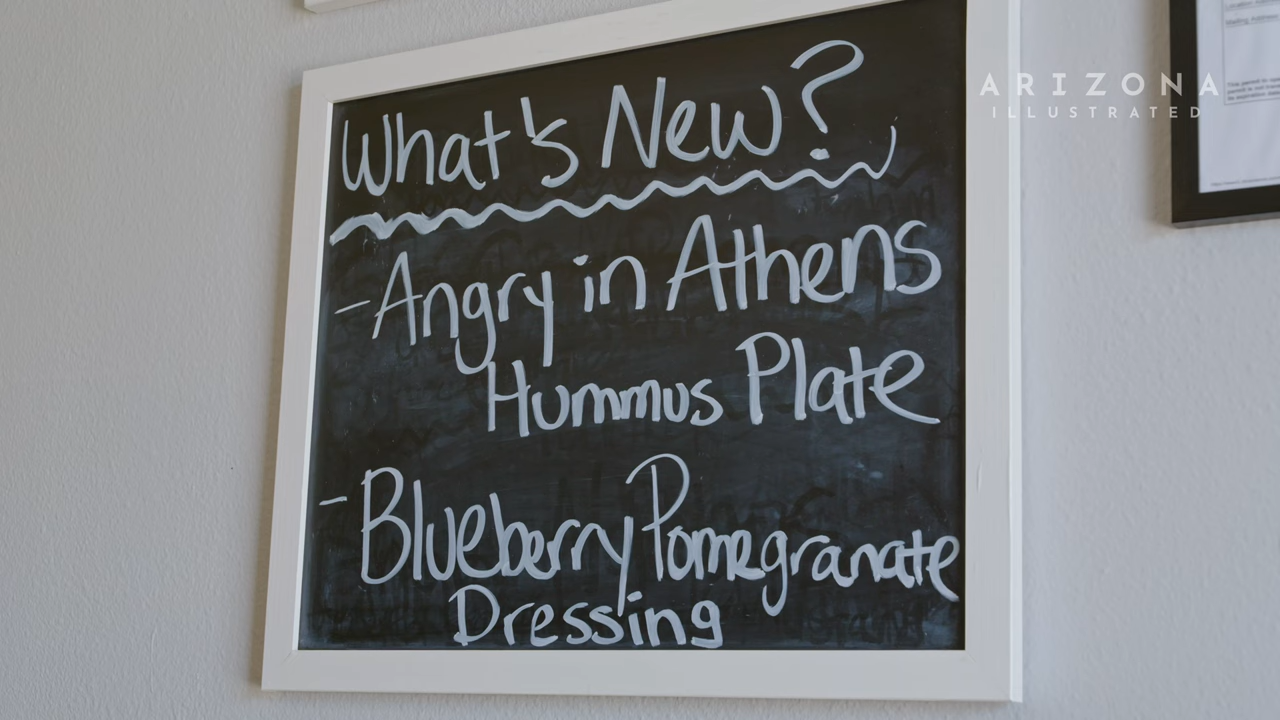 What's New?
- Angry in Athens
Hummus Plate
- Blueberry Pomegranate
Dressing
ARIZONA
ILLUSTRATED